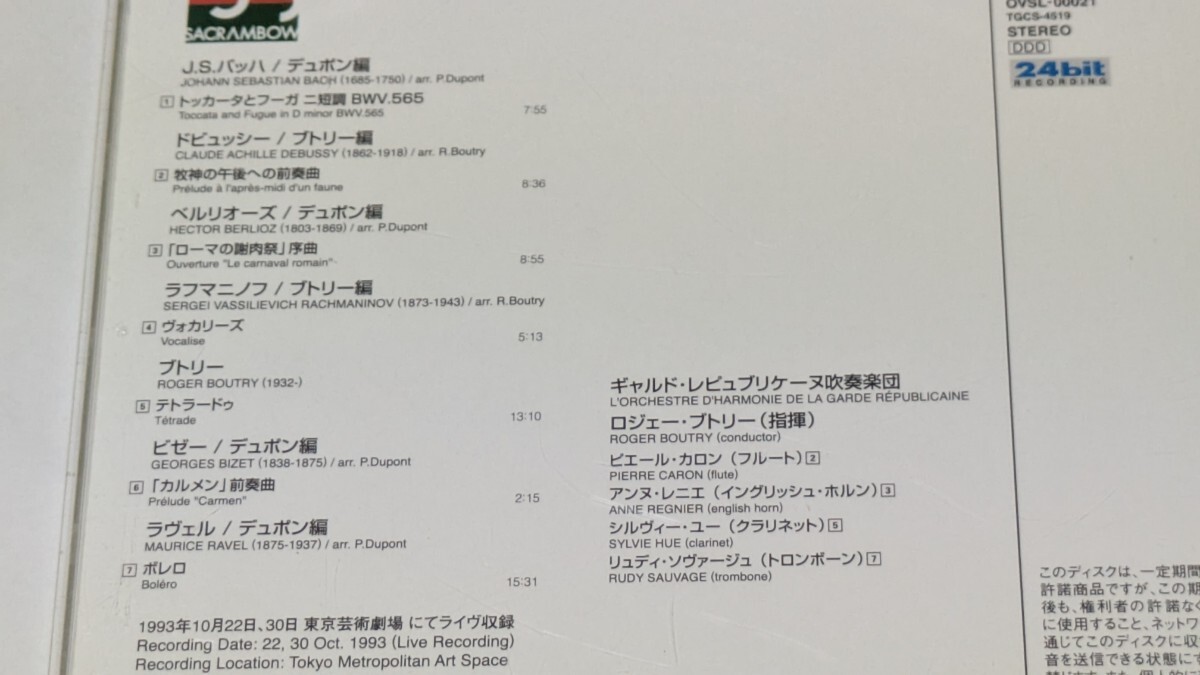 SACRAMBOW
J.S.バッハ / デュポン編
JOHANN SEBASTIAN BACH (1685-1750) / arr. P.Dupont
1 トッカータとフーガ ニ短調 BWV.565
Toccata and Fugue in D minor BWV.565 7:55
ドビュッシー / ブトリー編
CLAUDE ACHILLE DEBUSSY (1862-1918) / arr. R.Boutry
2 牧神の午後への前奏曲
Prélude à l'après-midi d'un faune 8:36
ベルリオーズ / デュポン編
HECTOR BERLIOZ (1803-1869) / arr. P.Dupont
3 「ローマの謝肉祭」序曲
Ouverture "Le carnaval romain" 8:55
ラフマニノフ / ブトリー編
SERGEI VASSILIEVICH RACHMANINOV (1873-1943) / arr. R.Boutry
4 ヴォカリーズ
Vocalise 5:13
ブトリー
ROGER BOUTRY (1932-)
5 テトラードゥ
Tétrade 13:10
ビゼー / デュポン編
GEORGES BIZET (1838-1875) / arr. P.Dupont
6 「カルメン」前奏曲
Prélude "Carmen" 2:15
ラヴェル / デュポン編
MAURICE RAVEL (1875-1937) / arr. P.Dupont
7 ボレロ
Boléro 15:31
1993年10月22日、30日 東京芸術劇場 にてライヴ収録
Recording Date: 22, 30 Oct. 1993 (Live Recording)
Recording Location: Tokyo Metropolitan Art Space
ギャルド・レピュブリケーヌ吹奏楽団
L'ORCHESTRE D'HARMONIE DE LA GARDE RÉPUBLICAINE
ロジェー・ブトリー(指揮)
ROGER BOUTRY (conductor)
ピエール・カロン (フルート) 2
PIERRE CARON (flute)
アンヌ・レニエ (イングリッシュ・ホルン) 3
ANNE REGNIER (english horn)
シルヴィー・ユー (クラリネット) 5
SYLVIE HUE (clarinet)
リュディ・ソヴァージュ (トロンボーン) 7
RUDY SAUVAGE (trombone)
OVSL-00021
TGCS-4519
STEREO
DDD
24bit
RECORDING
このディスクは、一定期間
許諾商品ですが、この期
後も、権利者の許諾なく
に使用すること、ネットワ
通じてこのディスクに収
音を送信できる状態にで